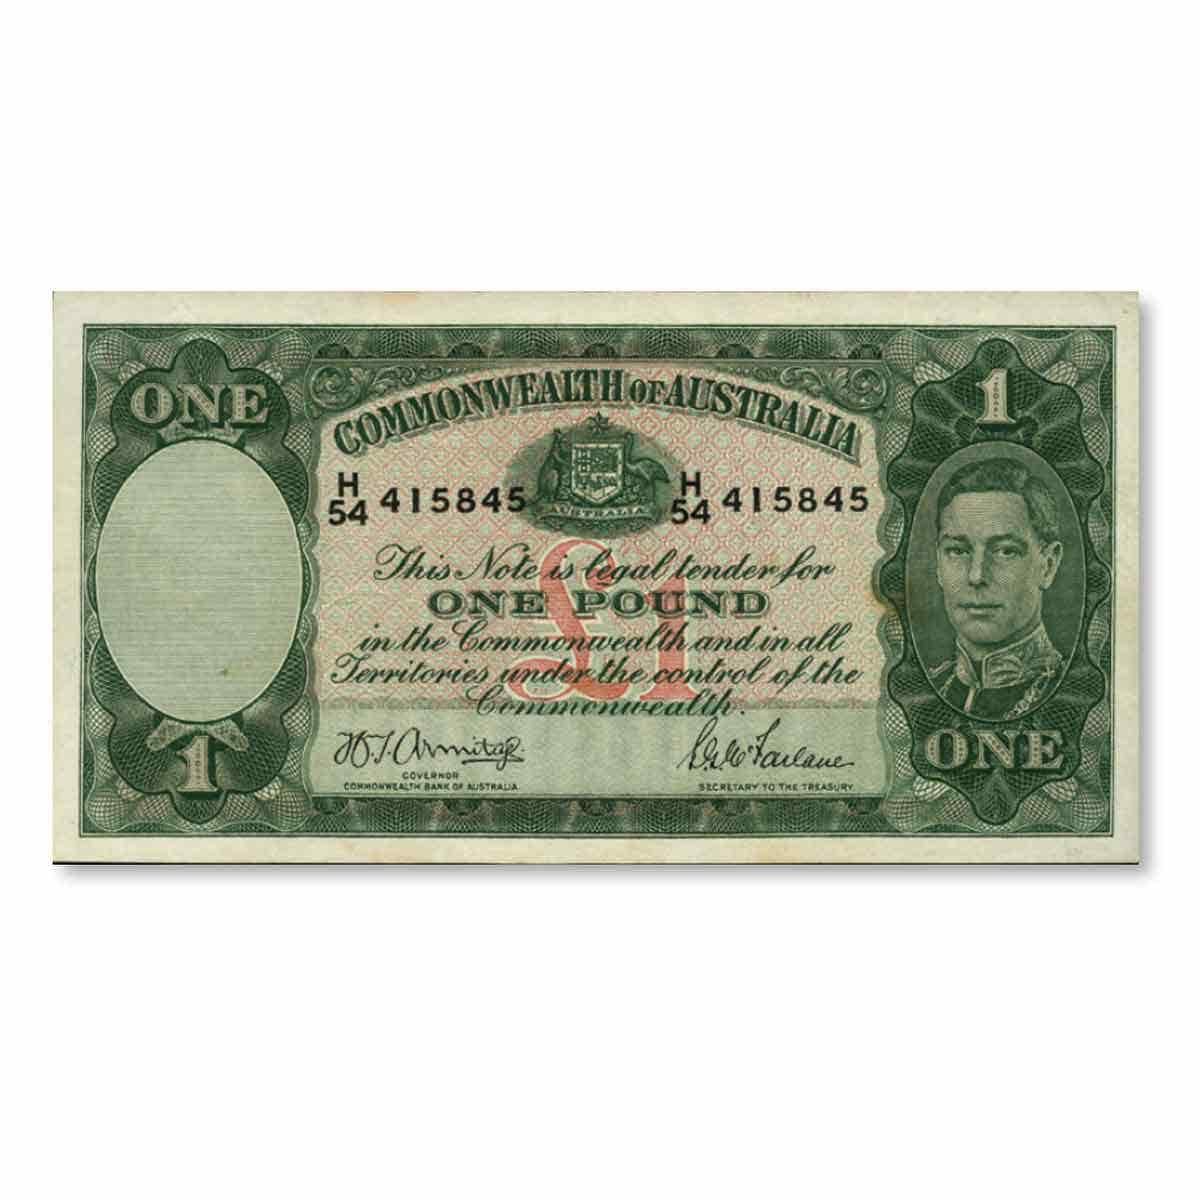 ONE
COMMONWEALTH OF AUSTRALIA
1
AUSTRALIA
H
54 415845
H
54 415845
This Note is legal tender for
ONE POUND
£1
in the Commonwealth and in all
Territories under the control of the
Commonwealth.
1
ONE
H.T. Armitage
GOVERNOR
COMMONWEALTH BANK OF AUSTRALIA
S.G. McFarlane
SECRETARY TO THE TREASURY